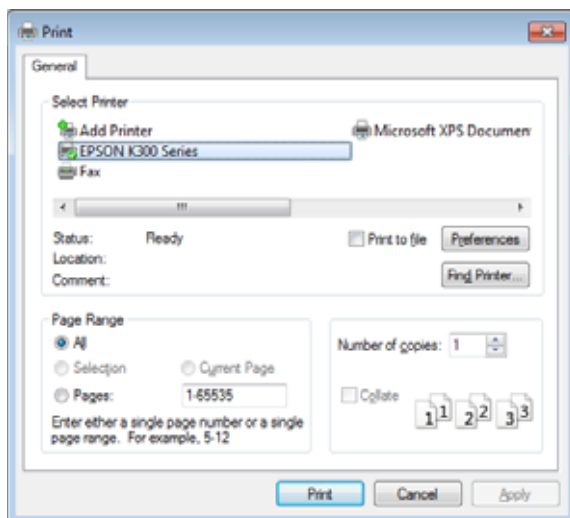 Print
General
Select Printer
Add Printer
Microsoft XPS Documen
EPSON K300 Series
Fax
Status: Ready
Print to file
Preferences
Location:
Comment:
Find Printer...
Page Range
All
Selection
Current Page
Pages: 1-65535
Enter either a single page number or a single
page range. For example, 5-12
Number of copies: 1
Collate
1 1 2 2 3 3
Print
Cancel
Apply